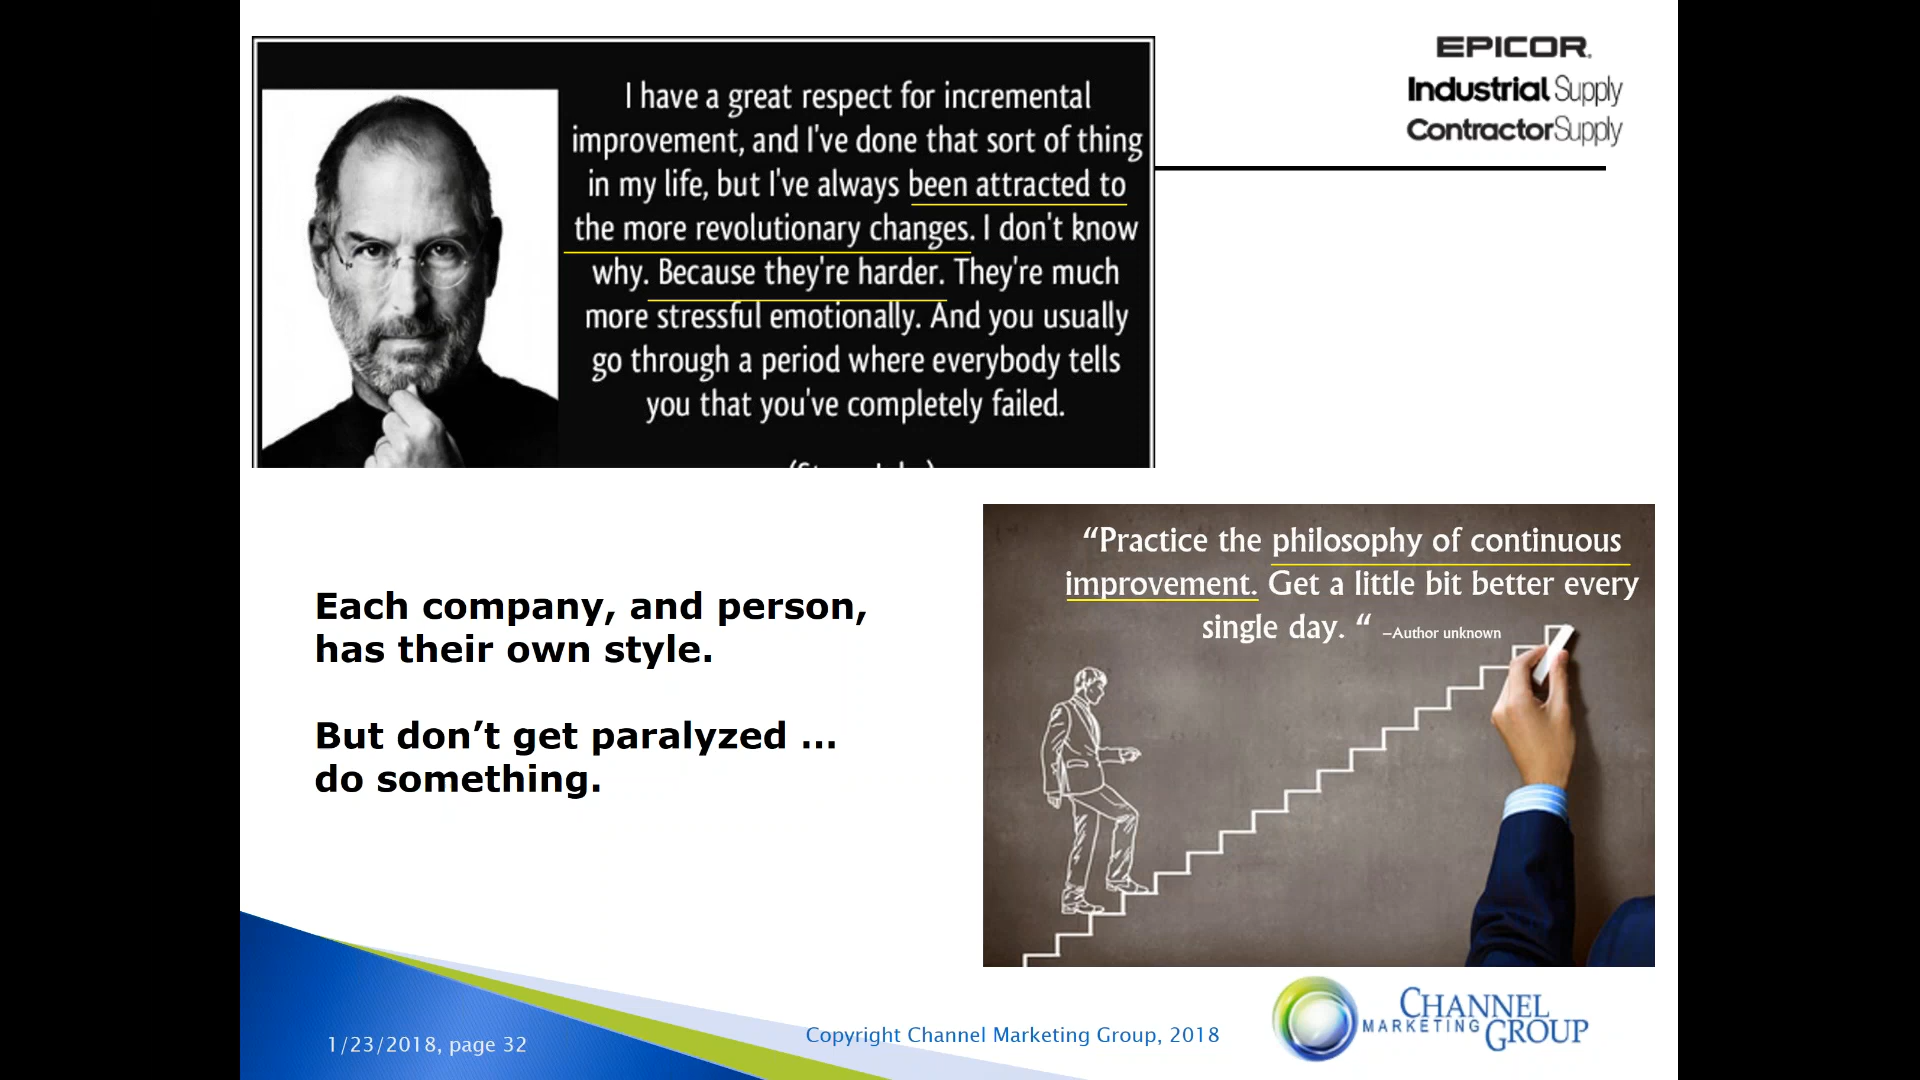 I have a great respect for incremental
improvement, and I've done that sort of thing
in my life, but I've always been attracted to
the more revolutionary changes. I don't know
why. Because they're harder. They're much
more stressful emotionally. And you usually
go through a period where everybody tells
you that you've completely failed.
EPICOR®
Industrial Supply
ContractorSupply
Each company, and person,
has their own style.
But don’t get paralyzed …
do something.
“Practice the philosophy of continuous
improvement. Get a little bit better every
single day. “ –Author unknown
1/23/2018, page 32
Copyright Channel Marketing Group, 2018
CHANNEL
MARKETING GROUP